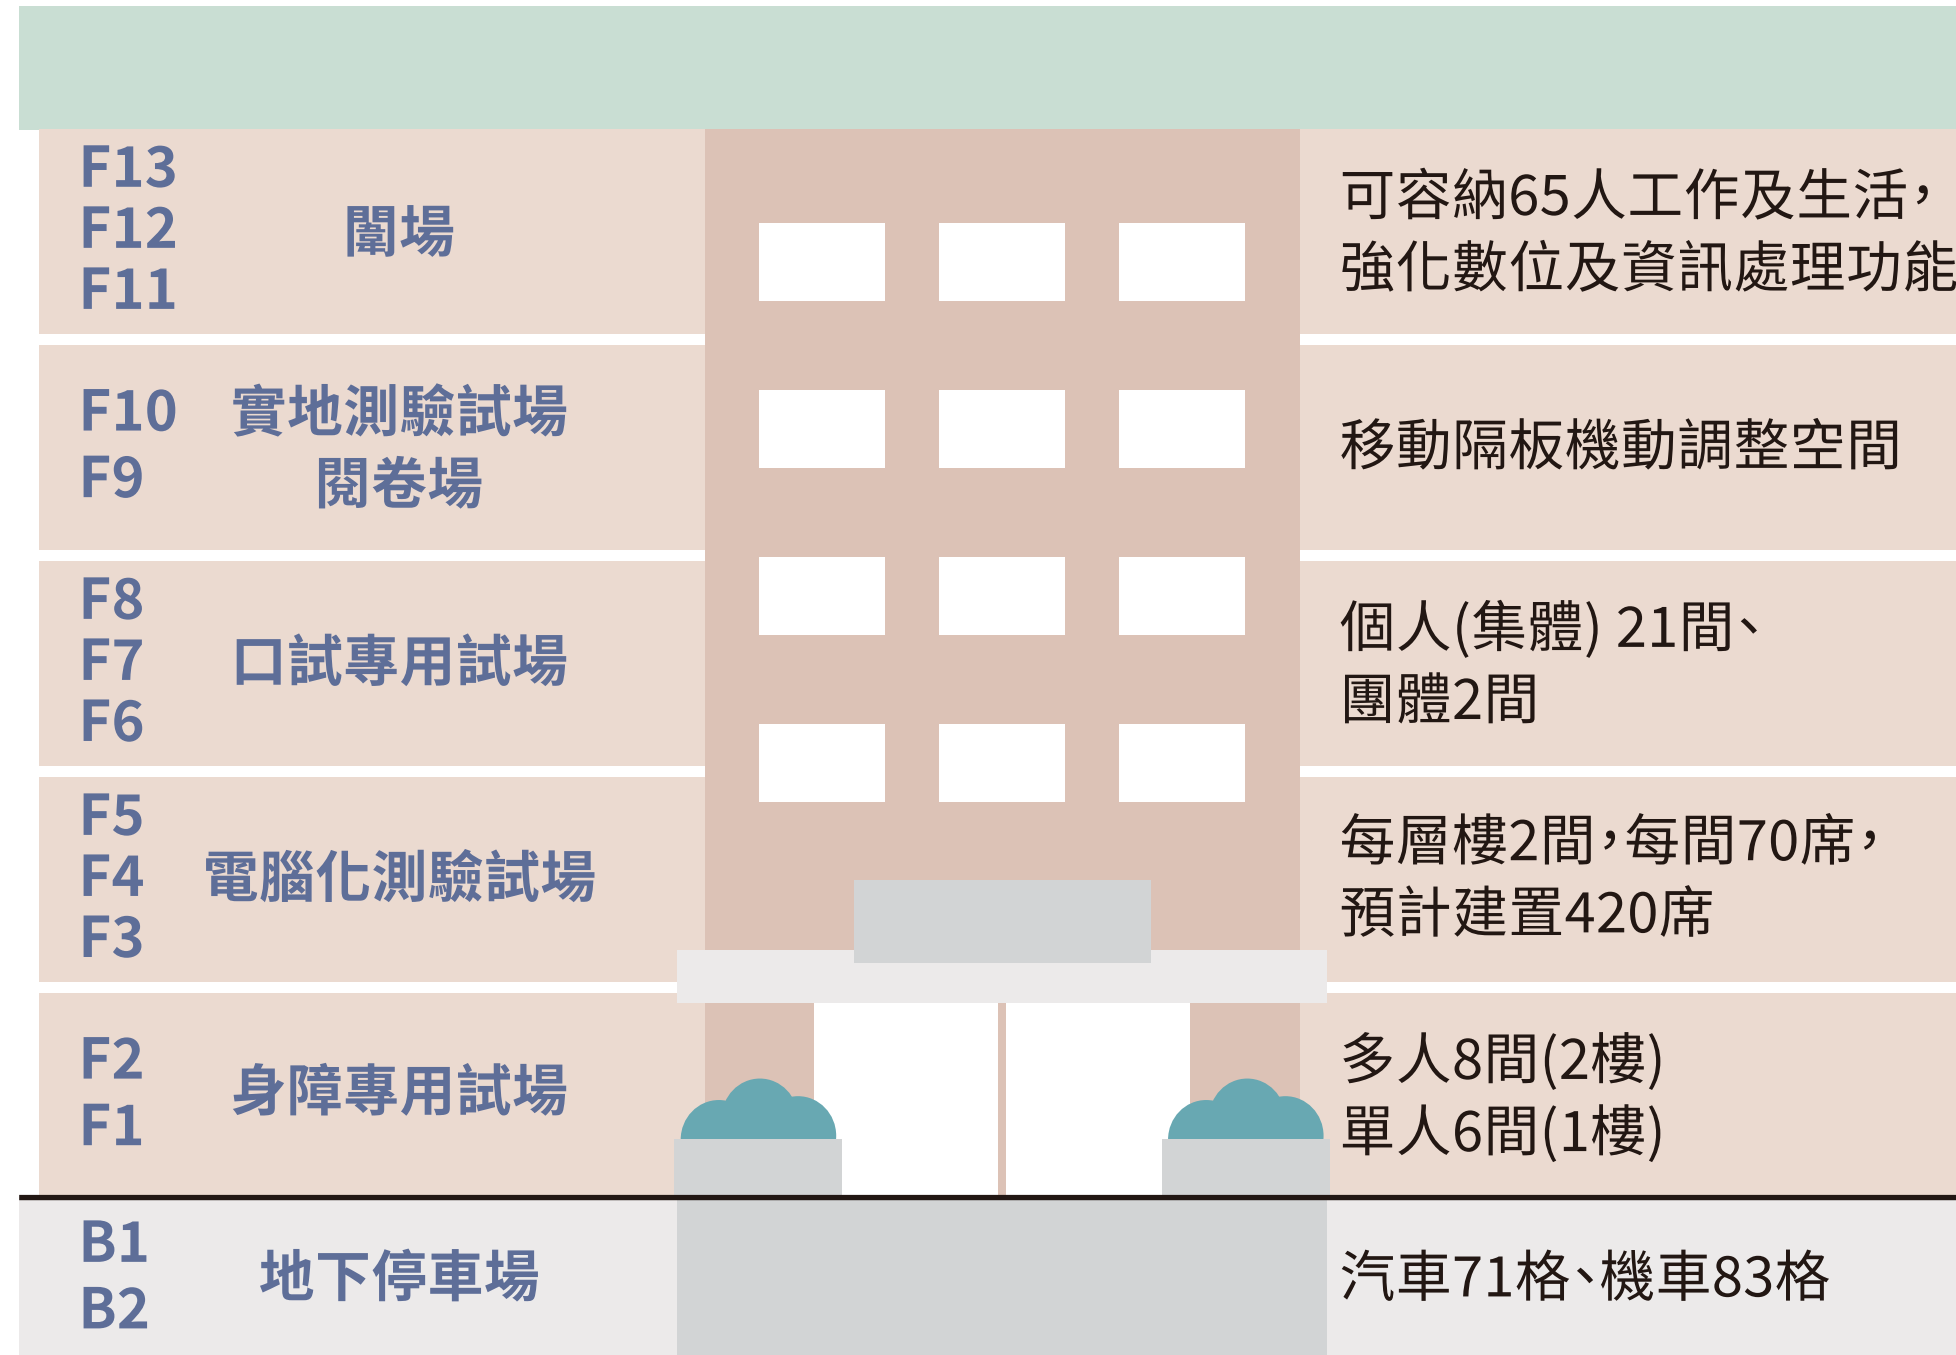 F13
F12
F11
闈場
可容納65人工作及生活，
強化數位及資訊處理功能
F10
F9
實地測驗試場
閱卷場
移動隔板機動調整空間
F8
F7
F6
口試專用試場
個人(集體) 21間、
團體2間
F5
F4
F3
電腦化測驗試場
每層樓2間，每間70席，
預計建置420席
F2
F1
身障專用試場
多人8間(2樓)
單人6間(1樓)
B1
B2
地下停車場
汽車71格、機車83格